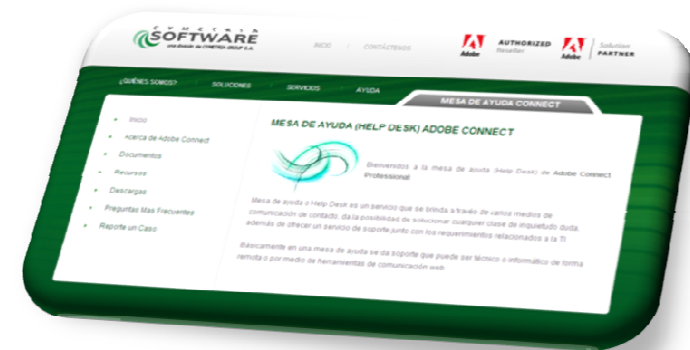 SOFTWARE
INICIO / CONTÁCTENOS
Adobe AUTHORIZED Reseller Adobe Solution PARTNER
¿QUIÉNES SOMOS? SOLUCIONES SERVICIOS AYUDA
MESA DE AYUDA CONNECT
Inicio
Acerca de Adobe Connect
Documentos
Recursos
Descargas
Preguntas Mas Frecuentes
Reporte un Caso
MESA DE AYUDA (HELP DESK) ADOBE CONNECT
Bienvenidos a la mesa de ayuda (Help Desk) de Adobe Connect
Professional.
Mesa de ayuda o Help Desk es un servicio que se brinda a través de varios medios de
comunicación de contado, da la posibilidad de solucionar cualquier clase de inquietud o duda,
además de ofrecer un servicio de soporte junto con los requerimientos relacionados a la TI.
Básicamente en una mesa de ayuda se da soporte que puede ser técnico o informático de forma
remota o por medio de herramientas de comunicación web.